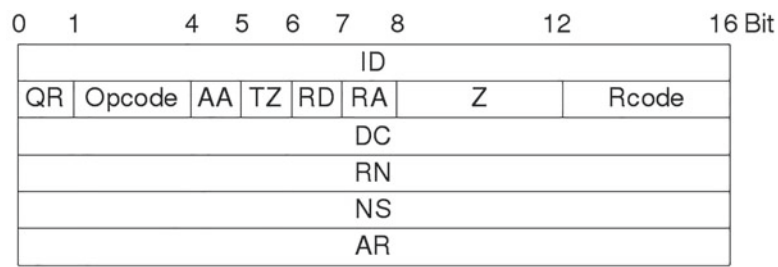 0 1 4 5 6 7 8 12 16 Bit
ID
QR Opcode AA TZ RD RA Z Rcode
DC
RN
NS
AR